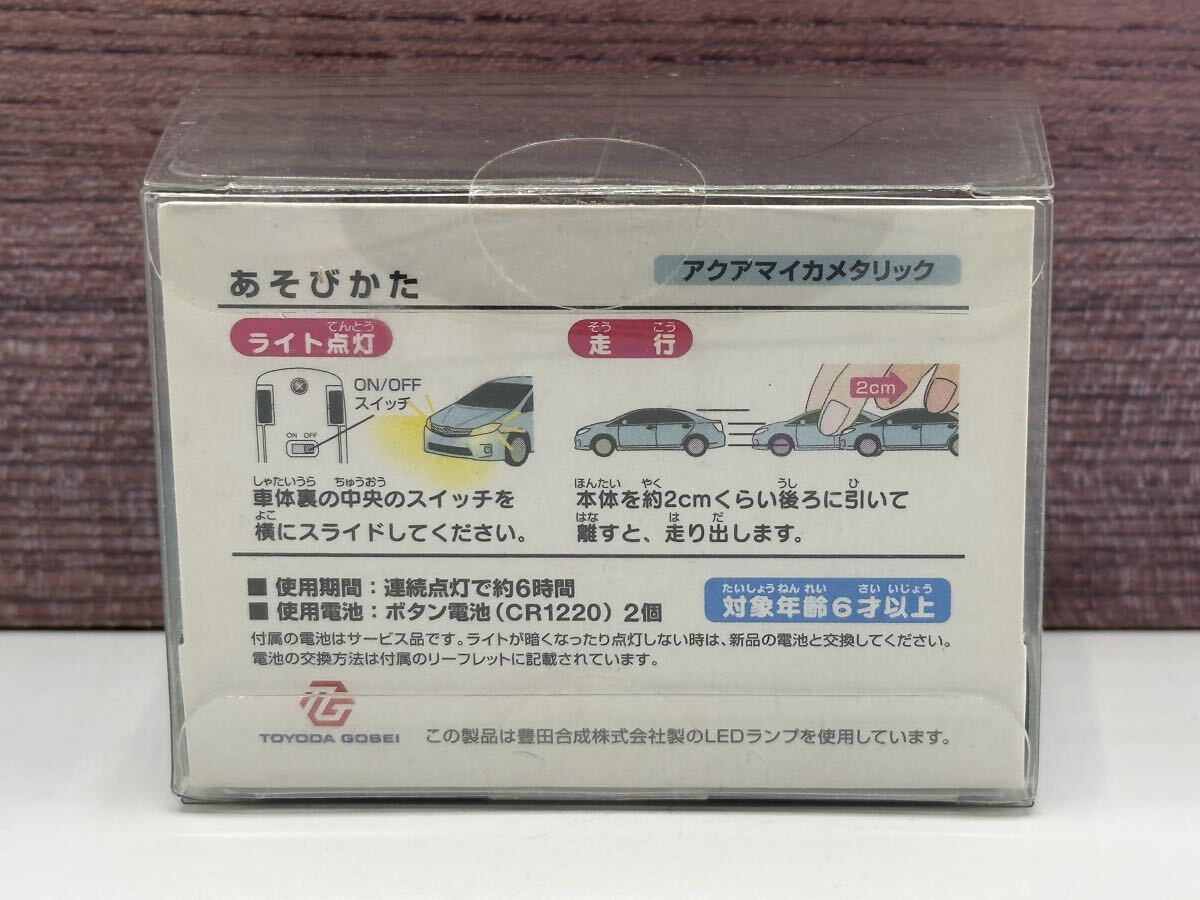 あそびかた
アクアマイカメタリック
てんとう
ライト点灯
ON/OFF
スイッチ
ON OFF
しゃたいうら ちゅうおう
車体裏の中央のスイッチを
よこ
横にスライドしてください。
そう こう
走 行
2cm
ほんたい やく うし ひ
本体を約2cmくらい後ろに引いて
はな は だ
離すと、走り出します。
■ 使用期間：連続点灯で約6時間
■ 使用電池：ボタン電池（CR1220）2個
たいしょうねんれい さい いじょう
対象年齢6才以上
付属の電池はサービス品です。ライトが暗くなったり点灯しない時は、新品の電池と交換してください。
電池の交換方法は付属のリーフレットに記載されています。
TG
TOYODA GOSEI
この製品は豊田合成株式会社製のLEDランプを使用しています。